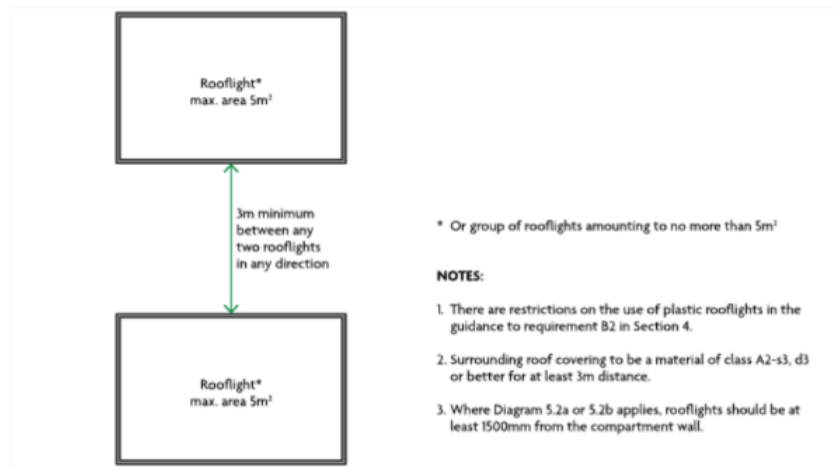 Rooflight*
max. area 5m²
3m minimum
between any
two rooflights
in any direction
Rooflight*
max. area 5m²
* Or group of rooflights amounting to no more than 5m²
NOTES:
1. There are restrictions on the use of plastic rooflights in the
guidance to requirement B2 in Section 4.
2. Surrounding roof covering to be a material of class A2-s3, d3
or better for at least 3m distance.
3. Where Diagram 5.2a or 5.2b applies, rooflights should be at
least 1500mm from the compartment wall.